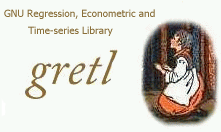 GNU Regression, Econometric and
Time-series Library
gretl